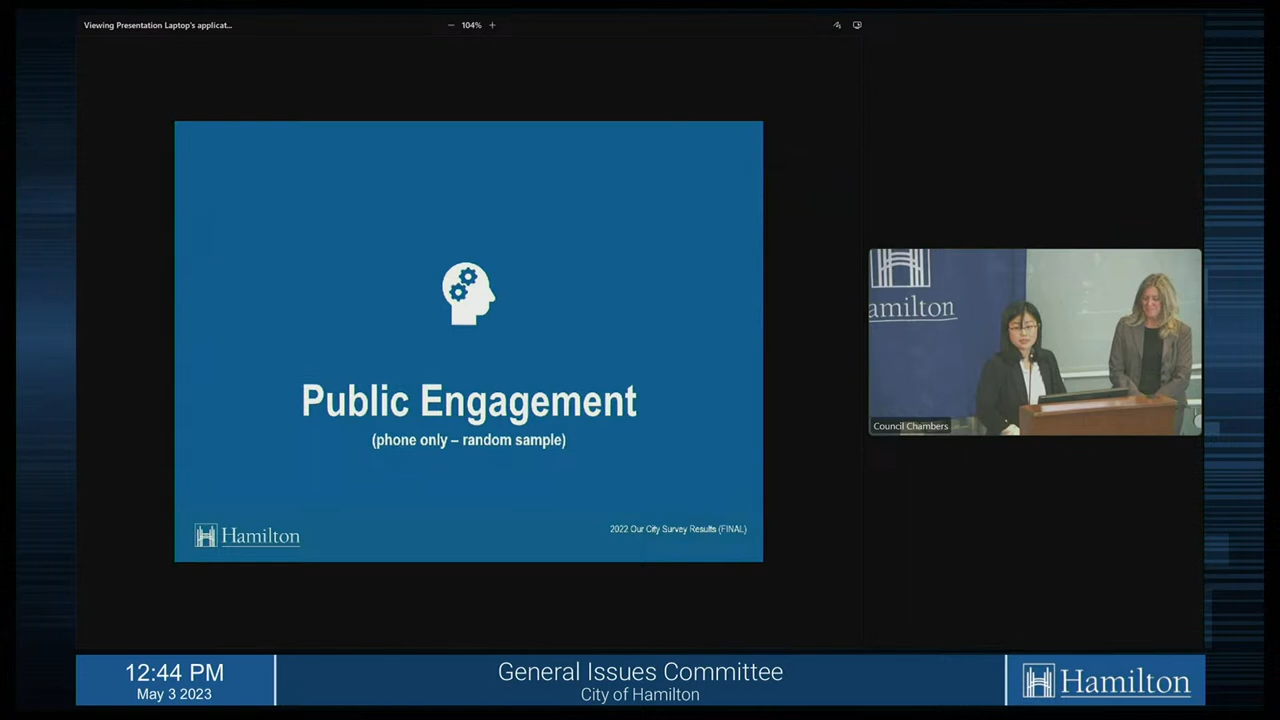 Viewing Presentation Laptop's applicat...
104%
Public Engagement
(phone only – random sample)
Hamilton
2022 Our City Survey Results (FINAL)
amilton
Council Chambers
12:44 PM
May 3 2023
General Issues Committee
City of Hamilton
Hamilton